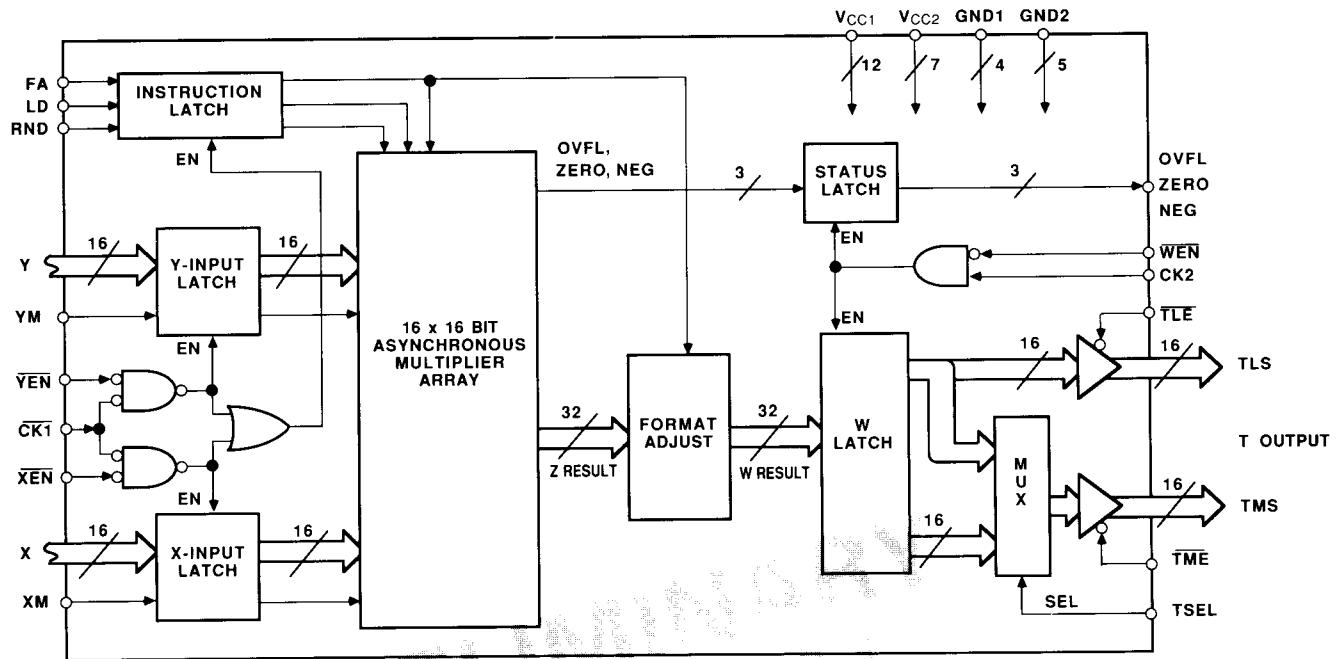 VCC1 VCC2 GND1 GND2
12 7 4 5
FA
LD
RND
INSTRUCTION
LATCH
EN
OVFL,
ZERO, NEG
3
STATUS
LATCH
3
OVFL
ZERO
NEG
EN
WEN
CK2
Y
16
Y-INPUT
LATCH
16
YM
EN
16 x 16 BIT
ASYNCHRONOUS
MULTIPLIER
ARRAY
YEN
CK1
XEN
EN
32
Z RESULT
FORMAT
ADJUST
32
W RESULT
EN
W
LATCH
TLE
16
16
TLS
T OUTPUT
MUX
16
16
TMS
TME
SEL
TSEL
X
16
X-INPUT
LATCH
16
XM